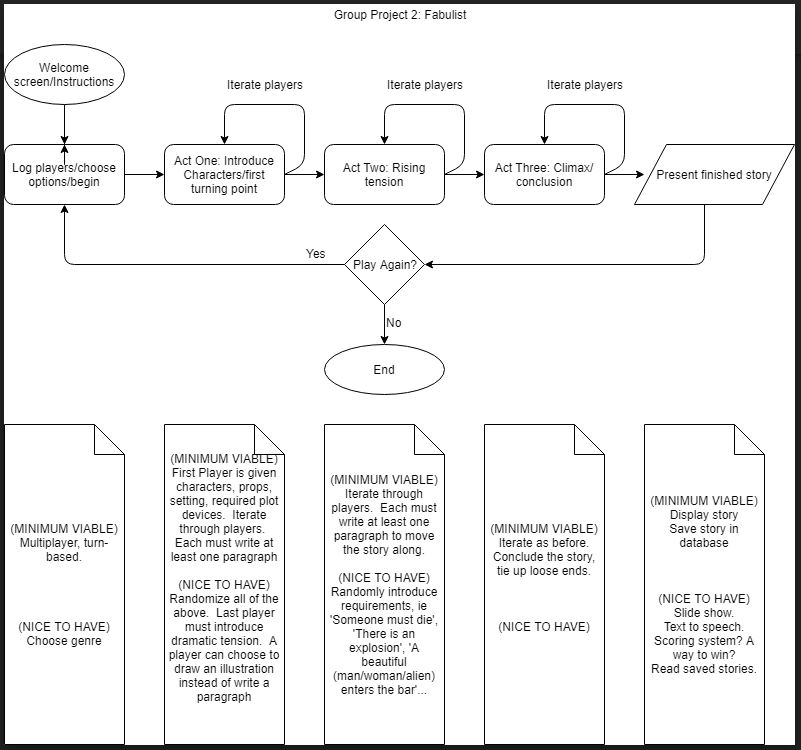 Group Project 2: Fabulist
Welcome
screen/Instructions
Iterate players
Iterate players
Iterate players
Log players/choose
options/begin
Act One: Introduce
Characters/first
turning point
Act Two: Rising
tension
Act Three: Climax/
conclusion
Present finished story
Yes
Play Again?
No
End
(MINIMUM VIABLE)
Multiplayer, turn-
based.
(NICE TO HAVE)
Choose genre
(MINIMUM VIABLE)
First Player is given
characters, props,
setting, required plot
devices. Iterate
through players.
Each must write at
least one paragraph
(NICE TO HAVE)
Randomize all of the
above. Last player
must introduce
dramatic tension. A
player can choose to
draw an illustration
instead of write a
paragraph
(MINIMUM VIABLE)
Iterate through
players. Each must
write at least one
paragraph to move
the story along.
(NICE TO HAVE)
Randomly introduce
requirements, ie
'Someone must die',
'There is an
explosion', 'A
beautiful
(man/woman/alien)
enters the bar'...
(MINIMUM VIABLE)
Iterate as before.
Conclude the story,
tie up loose ends.
(NICE TO HAVE)
(MINIMUM VIABLE)
Display story
Save story in
database
(NICE TO HAVE)
Slide show.
Text to speech.
Scoring system? A
way to win?
Read saved stories.